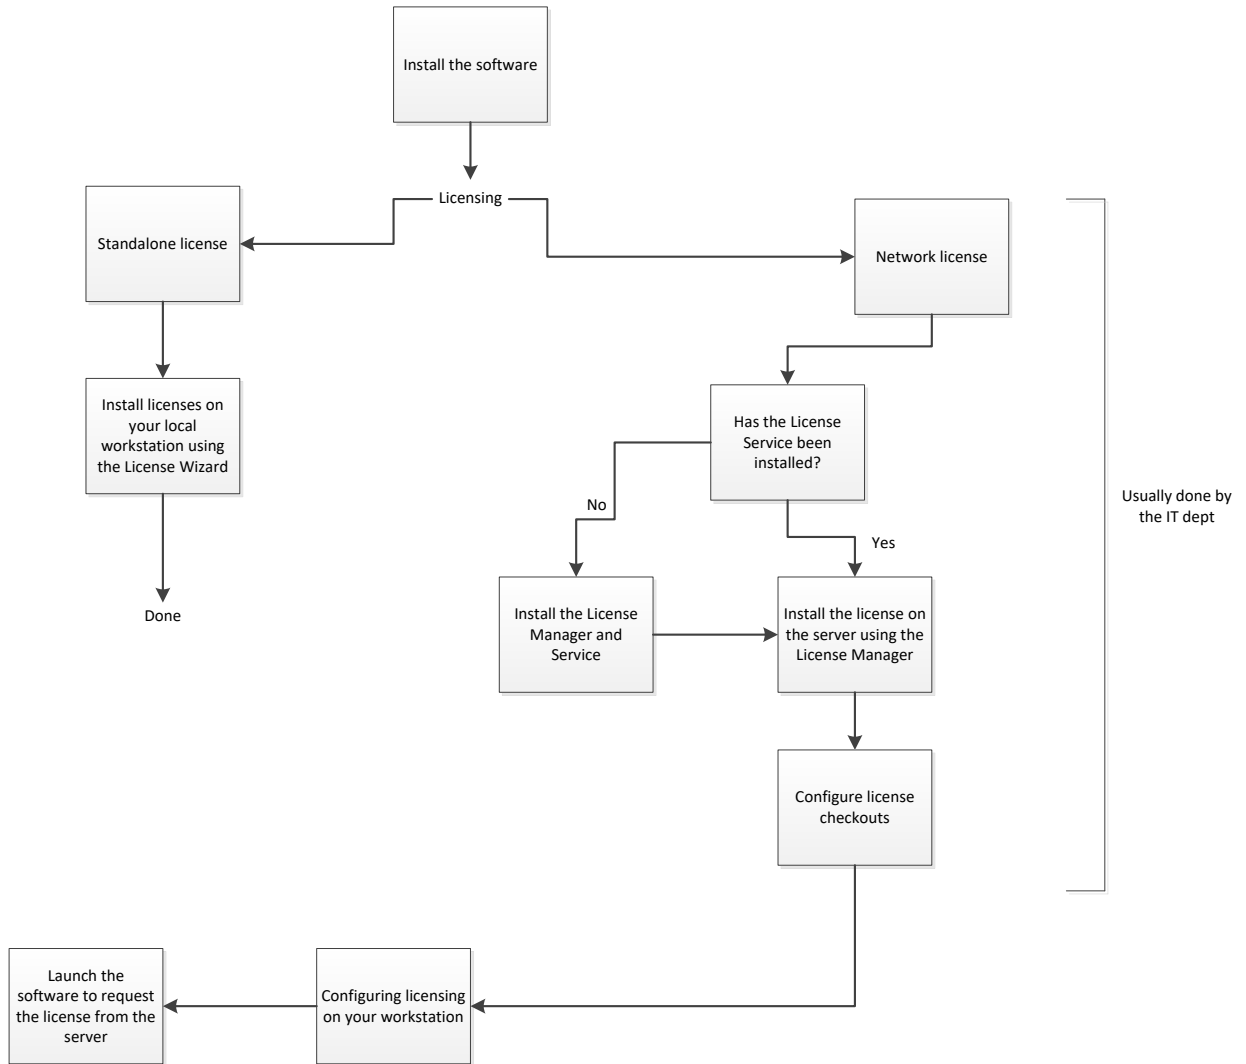 Install the software
Licensing
Standalone license
Network license
Install licenses on
your local
workstation using
the License Wizard
Has the License
Service been
installed?
Usually done by
the IT dept
No
Yes
Done
Install the License
Manager and
Service
Install the license on
the server using the
License Manager
Configure license
checkouts
Launch the
software to request
the license from the
server
Configuring licensing
on your workstation